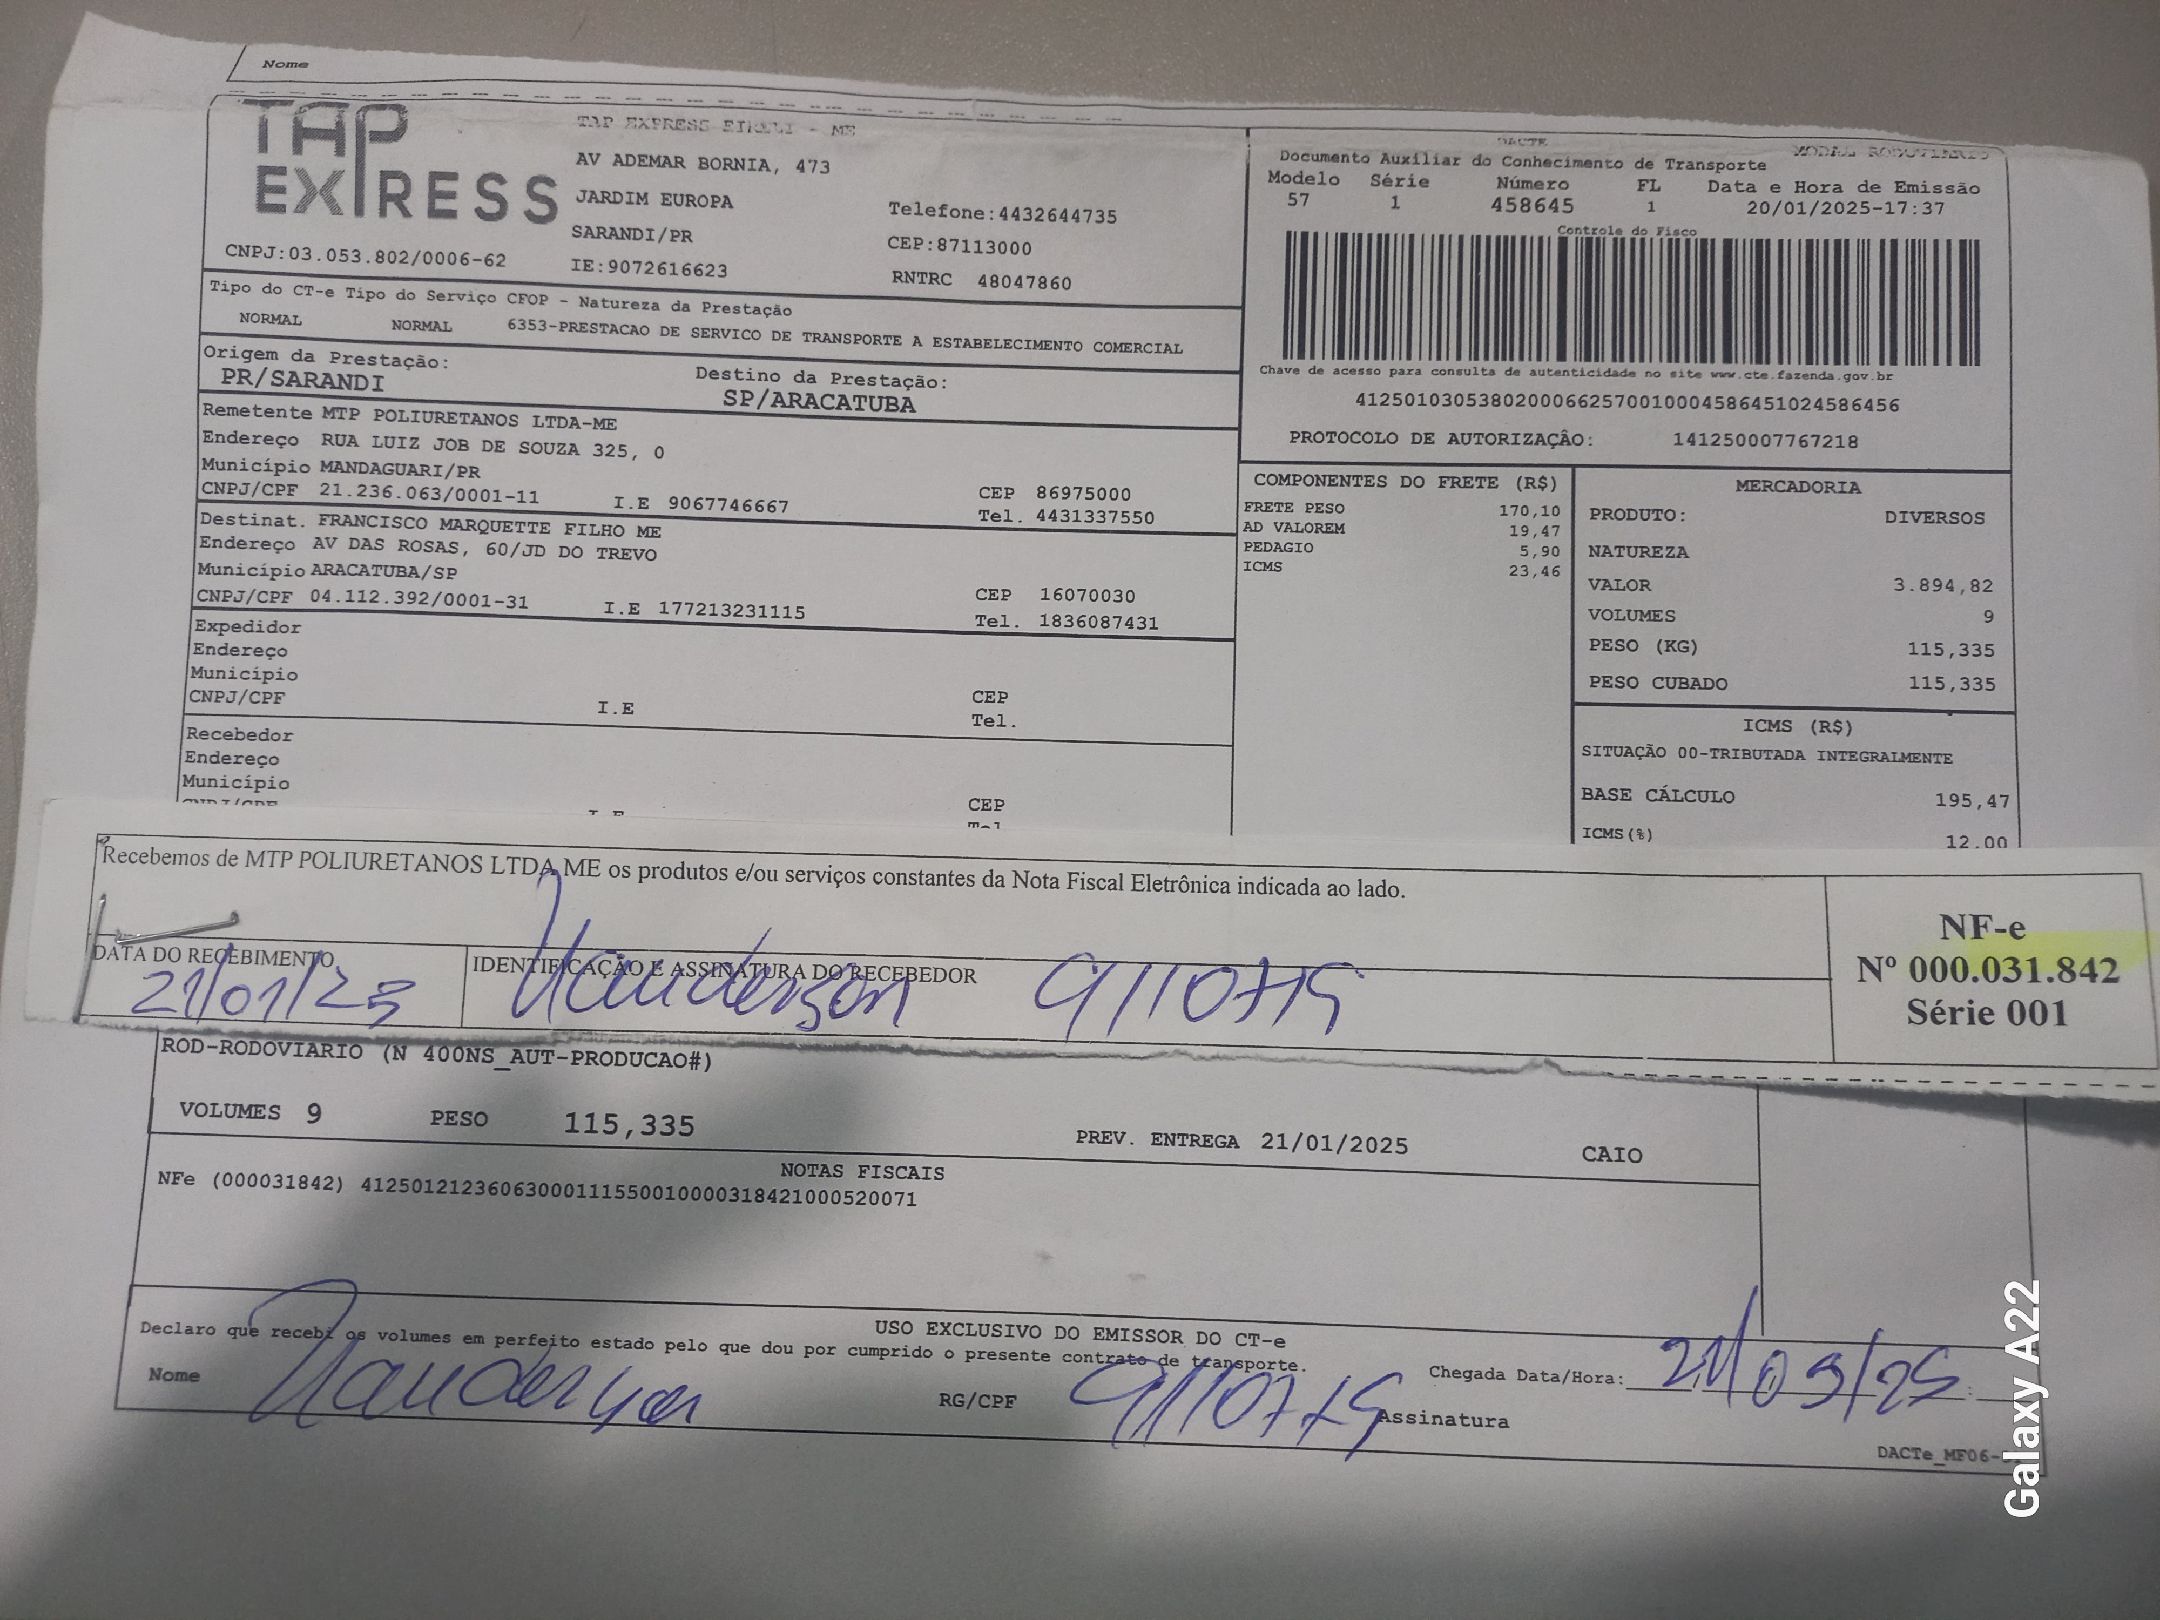 Nome
TAP EXPRESS
TAP EXPRESS EIRELI - ME
AV ADEMAR BORNIA, 473
JARDIM EUROPA
Telefone:4432644735
SARANDI/PR
CEP:87113000
CNPJ:03.053.802/0006-62
IE:9072616623
RNTRC 48047860
Tipo do CT-e Tipo do Serviço CFOP - Natureza da Prestação
NORMAL NORMAL 6353-PRESTACAO DE SERVICO DE TRANSPORTE A ESTABELECIMENTO COMERCIAL
Origem da Prestação:
PR/SARANDI
Destino da Prestação:
SP/ARACATUBA
Remetente MTP POLIURETANOS LTDA-ME
Endereço RUA LUIZ JOB DE SOUZA 325, 0
Município MANDAGUARI/PR
CEP 86975000
CNPJ/CPF 21.236.063/0001-11 I.E 9067746667 Tel. 4431337550
Destinat. FRANCISCO MARQUETTE FILHO ME
Endereço AV DAS ROSAS, 60/JD DO TREVO
Município ARACATUBA/SP
CEP 16070030
CNPJ/CPF 04.112.392/0001-31 I.E 177213231115 Tel. 1836087431
Expedidor
Endereço
Município
CEP
CNPJ/CPF I.E Tel.
Recebedor
Endereço
Município
CEP
CNPJ/CPF I.E Tel
DACTE
MODAL RODOVIARIO
Documento Auxiliar do Conhecimento de Transporte
Modelo Série Número FL Data e Hora de Emissão
57 1 458645 1 20/01/2025-17:37
Controle do Fisco
Chave de acesso para consulta de autenticidade no site www.cte.fazenda.gov.br
41250103053802000662570010004586451024586456
PROTOCOLO DE AUTORIZAÇÃO: 141250007767218
COMPONENTES DO FRETE (R$)
FRETE PESO 170,10
AD VALOREM 19,47
PEDAGIO 5,90
ICMS 23,46
MERCADORIA
PRODUTO: DIVERSOS
NATUREZA
VALOR 3.894,82
VOLUMES 9
PESO (KG) 115,335
PESO CUBADO 115,335
ICMS (R$)
SITUAÇÃO 00-TRIBUTADA INTEGRALMENTE
BASE CÁLCULO 195,47
ICMS(%) 12.00
Recebemos de MTP POLIURETANOS LTDA ME os produtos e/ou serviços constantes da Nota Fiscal Eletrônica indicada ao lado.
DATA DO RECEBIMENTO
21/01/25
IDENTIFICAÇÃO E ASSINATURA DO RECEBEDOR
NF-e
Nº 000.031.842
Série 001
ROD-RODOVIARIO (N 400NS_AUT-PRODUCAO#)
VOLUMES 9 PESO 115,335 PREV. ENTREGA 21/01/2025 CAIO
NOTAS FISCAIS
NFe (000031842) 41250121236063000111550010000318421000520071
USO EXCLUSIVO DO EMISSOR DO CT-e
Declaro que recebi os volumes em perfeito estado pelo que dou por cumprido o presente contrato de transporte.
Nome
RG/CPF
Assinatura
Chegada Data/Hora:
DACTe_MF06-
Galaxy A22